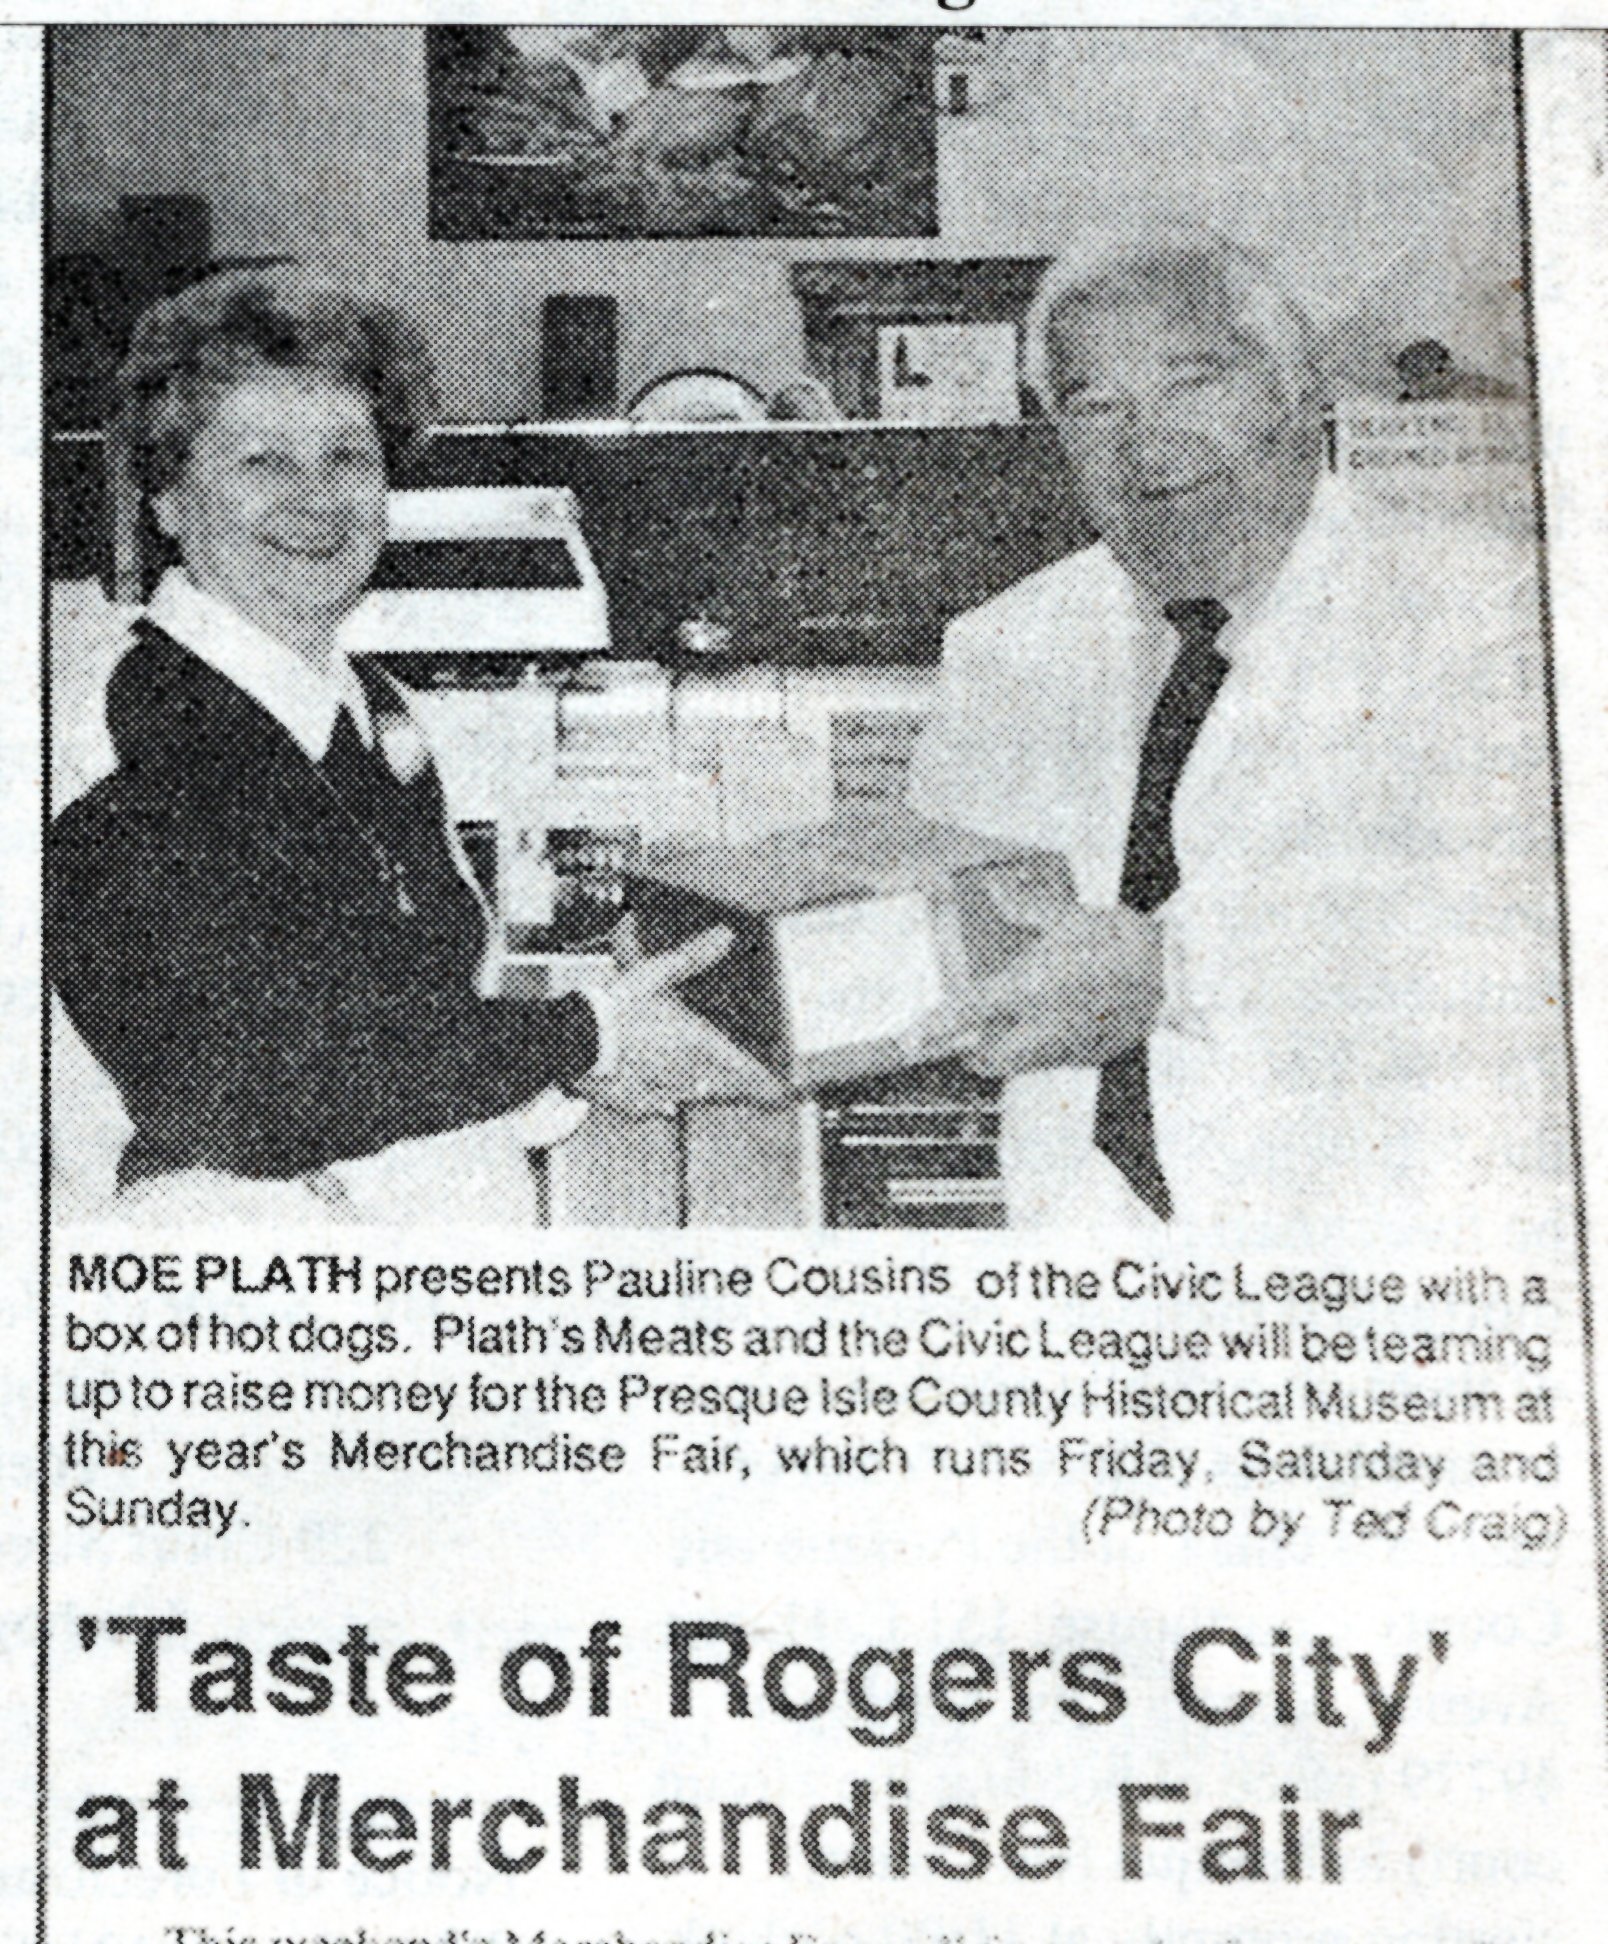 MOE PLATH presents Pauline Cousins of the Civic League with a
box of hot dogs. Plath's Meats and the Civic League will be teaming
up to raise money for the Presque Isle County Historical Museum at
this year's Merchandise Fair, which runs Friday, Saturday and
Sunday. (Photo by Ted Craig)
'Taste of Rogers City'
at Merchandise Fair
This weekend's